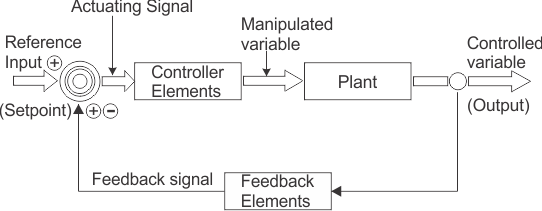 Actuating Signal
Reference
Input +
(Setpoint) + −
Controller
Elements
Manipulated
variable
Plant
Controlled
variable
(Output)
Feedback signal
Feedback
Elements